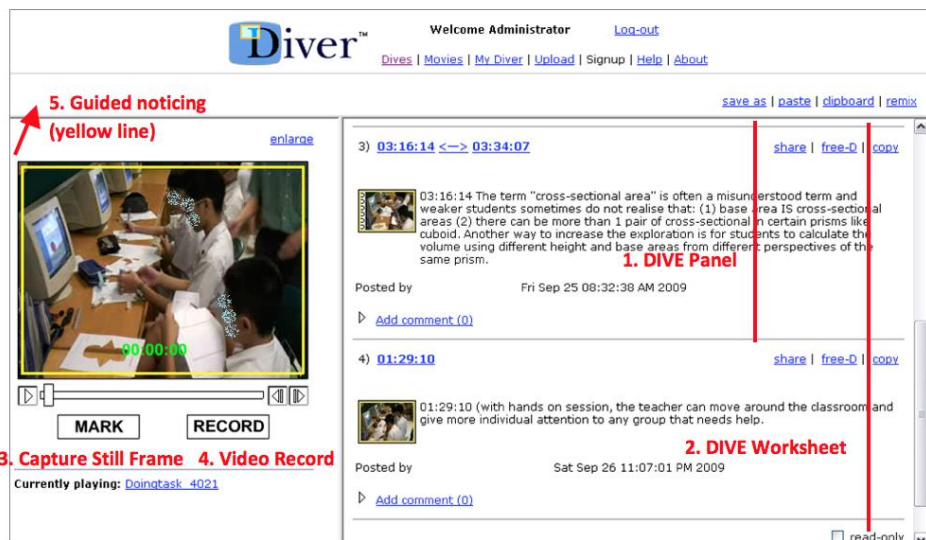 Diver™
Welcome Administrator Log-out
Dives | Movies | My Diver | Upload | Signup | Help | About
save as | paste | clipboard | remix
5. Guided noticing
(yellow line)
enlarge
00:00:00
MARK RECORD
3. Capture Still Frame 4. Video Record
Currently playing: Doingtask_4021
3) 03:16:14 <—> 03:34:07 share | free-D | copy
03:16:14 The term "cross-sectional area" is often a misunderstood term and
weaker students sometimes do not realise that: (1) base area IS cross-sectional
areas (2) there can be more than 1 pair of cross-sectional in certain prisms like
cuboid. Another way to increase the exploration is for students to calculate the
volume using different height and base areas from different perspectives of the
same prism.
1. DIVE Panel
Posted by Fri Sep 25 08:32:38 AM 2009
Add comment (0)
4) 01:29:10 share | free-D | copy
01:29:10 (with hands on session, the teacher can move around the classroom and
give more individual attention to any group that needs help.
2. DIVE Worksheet
Posted by Sat Sep 26 11:07:01 PM 2009
Add comment (0)
read-only